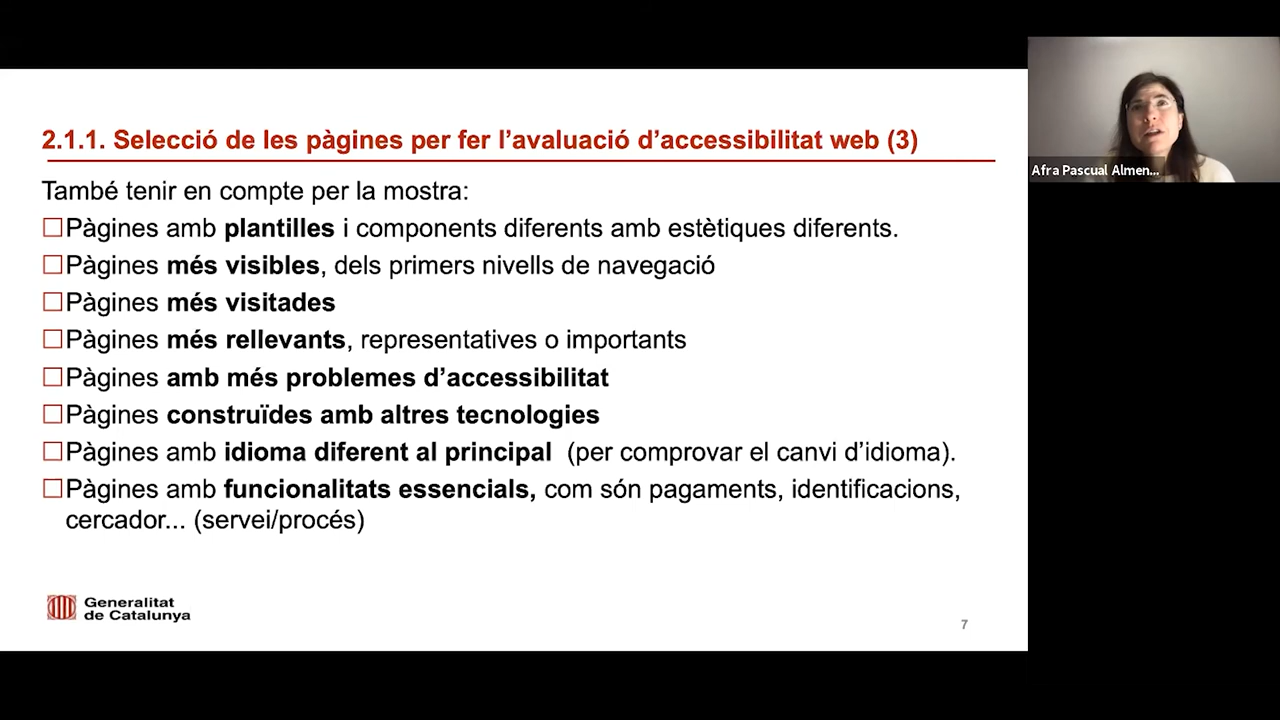 2.1.1. Selecció de les pàgines per fer l’avaluació d’accessibilitat web (3)
També tenir en compte per la mostra:
☐Pàgines amb plantilles i components diferents amb estètiques diferents.
☐Pàgines més visibles, dels primers nivells de navegació
☐Pàgines més visitades
☐Pàgines més rellevants, representatives o importants
☐Pàgines amb més problemes d’accessibilitat
☐Pàgines construïdes amb altres tecnologies
☐Pàgines amb idioma diferent al principal (per comprovar el canvi d’idioma).
☐Pàgines amb funcionalitats essencials, com són pagaments, identificacions,
cercador... (servei/procés)
Generalitat
de Catalunya
7
Afra Pascual Almen...